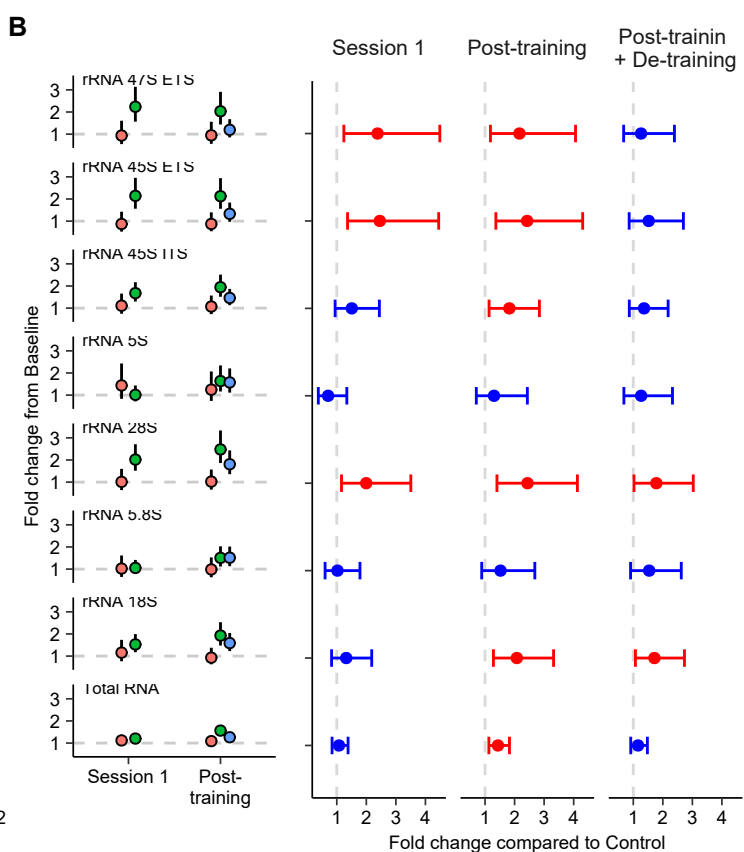 B
Session 1
Post-training
Post-trainin
+ De-training
Fold change from Baseline
rRNA 47S ETS
3
2
1
rRNA 45S ETS
3
2
1
rRNA 45S ITS
3
2
1
rRNA 5S
3
2
1
rRNA 28S
3
2
1
rRNA 5.8S
3
2
1
rRNA 18S
3
2
1
Total RNA
3
2
1
Session 1
Post-
training
1 2 3 4
1 2 3 4
1 2 3 4
Fold change compared to Control
2